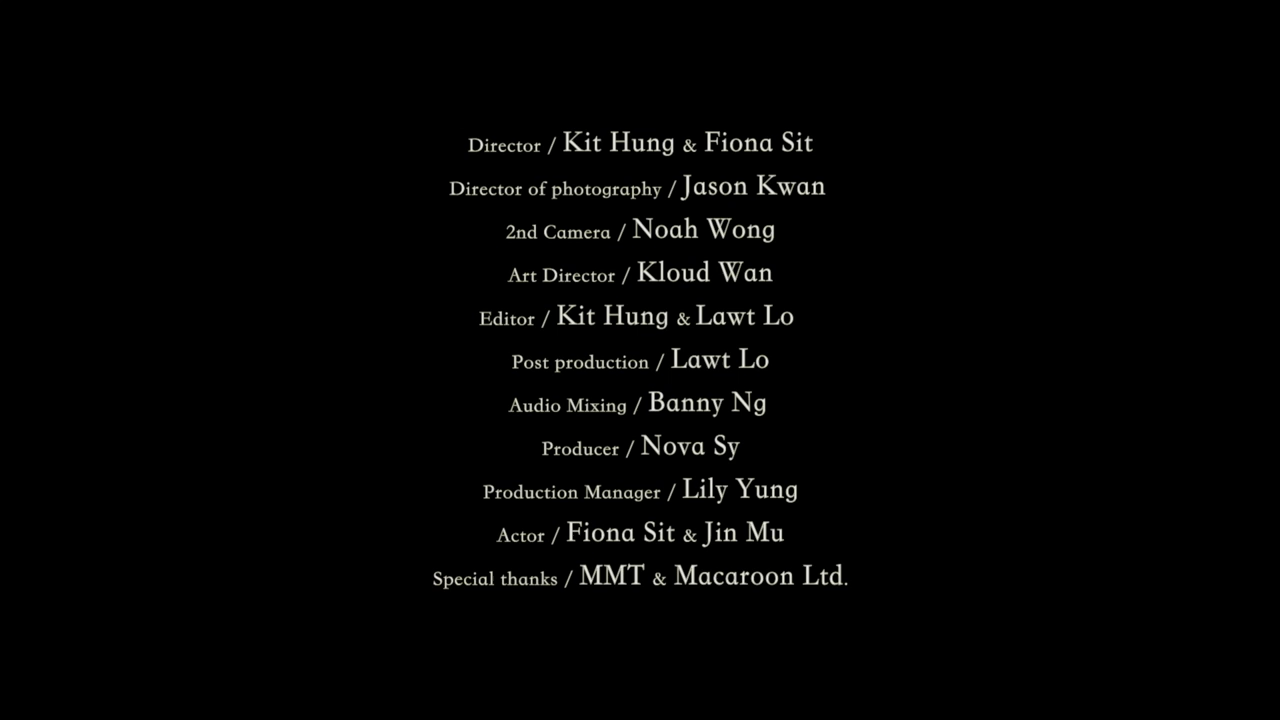 Director / Kit Hung & Fiona Sit
Director of photography / Jason Kwan
2nd Camera / Noah Wong
Art Director / Kloud Wan
Editor / Kit Hung & Lawt Lo
Post production / Lawt Lo
Audio Mixing / Banny Ng
Producer / Nova Sy
Production Manager / Lily Yung
Actor / Fiona Sit & Jin Mu
Special thanks / MMT & Macaroon Ltd.